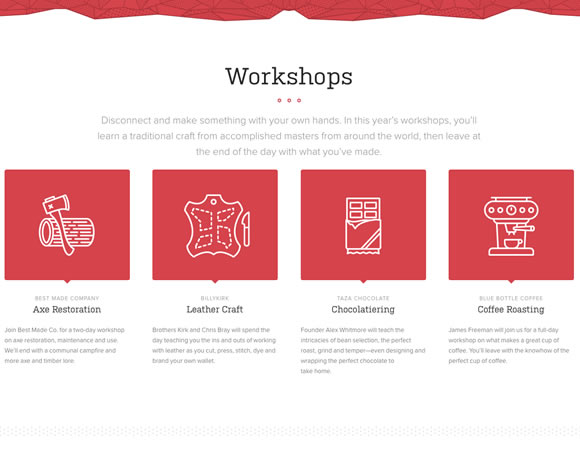 Workshops
Disconnect and make something with your own hands. In this year's workshops, you'll
learn a traditional craft from accomplished masters from around the world, then leave at
the end of the day with what you've made.
BEST MADE COMPANY
Axe Restoration
Join Best Made Co. for a two-day workshop
on axe restoration, maintenance and use.
We'll end with a communal campfire and
more axe and timber lore.
BILLYKIRK
Leather Craft
Brothers Kirk and Chris Bray will spend the
day teaching you the ins and outs of working
with leather as you cut, press, stitch, dye and
brand your own wallet.
TAZA CHOCOLATE
Chocolatiering
Founder Alex Whitmore will teach the
intricacies of bean selection, the perfect
roast, grind and temper—even designing and
wrapping the perfect chocolate to
take home.
BLUE BOTTLE COFFEE
Coffee Roasting
James Freeman will join us for a full-day
workshop on what makes a great cup of
coffee. You'll leave with the knowhow of the
perfect cup of coffee.